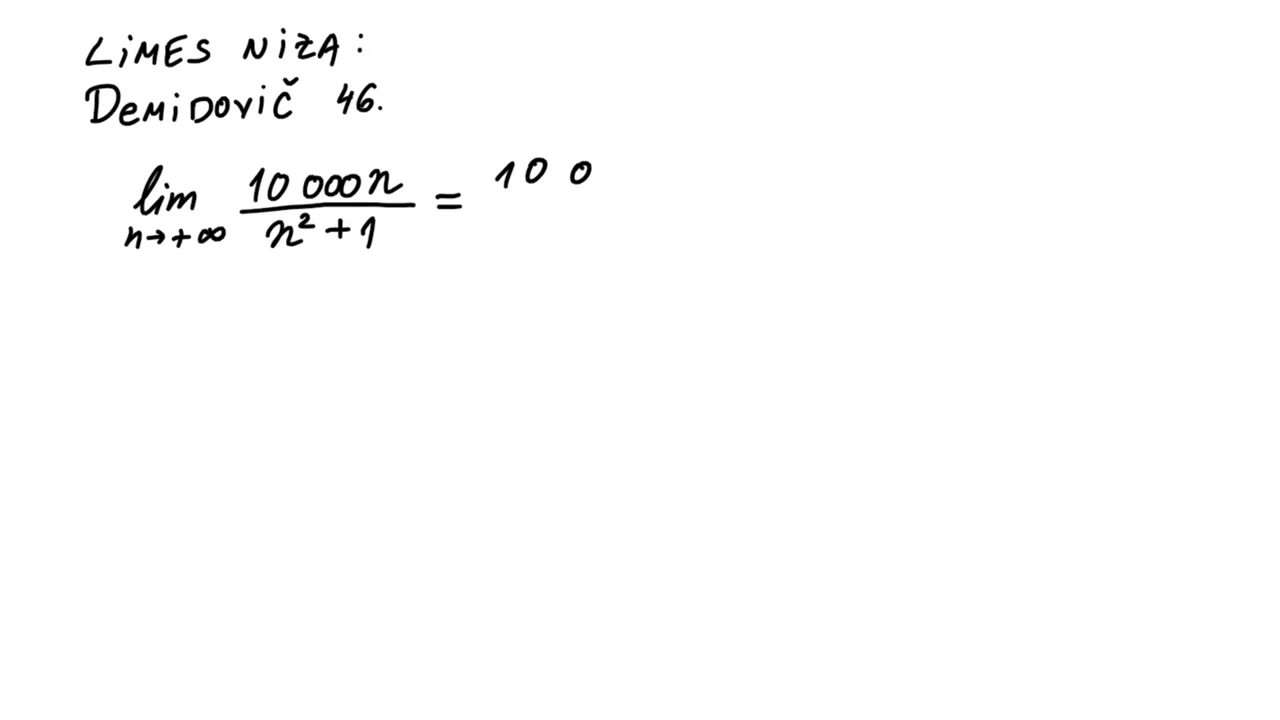 LiMES NiZA:
DEMiDOViČ 46.
lim n→+∞ 10 000n / n² + 1 = 10 0